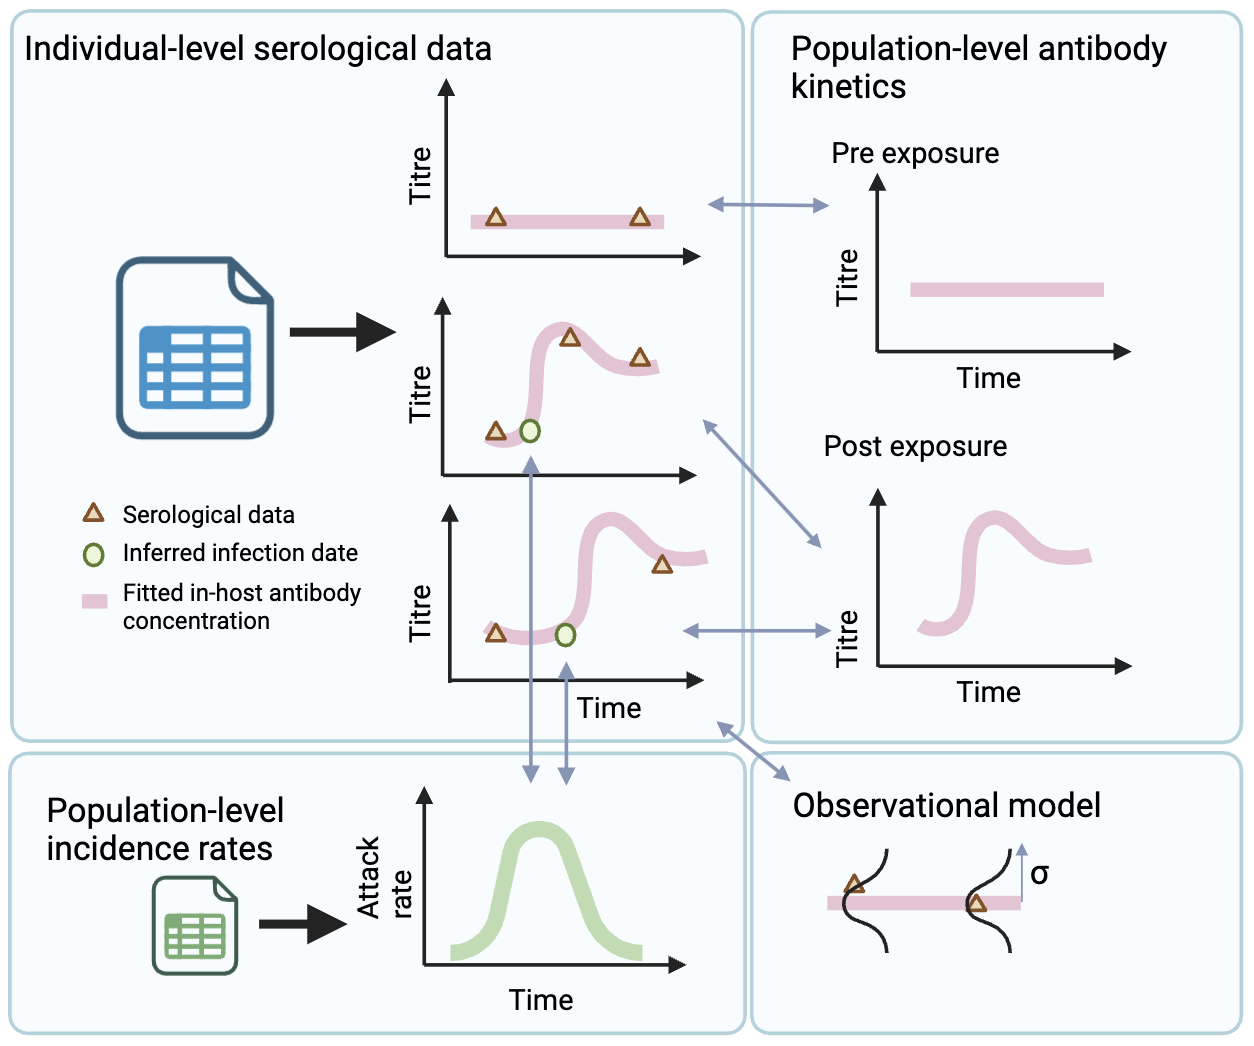 Individual-level serological data
Titre
Titre
Serological data
Inferred infection date
Fitted in-host antibody
concentration
Titre
Time
Population-level antibody
kinetics
Pre exposure
Titre
Time
Post exposure
Titre
Time
Population-level
incidence rates
Attack
rate
Time
Observational model
σ